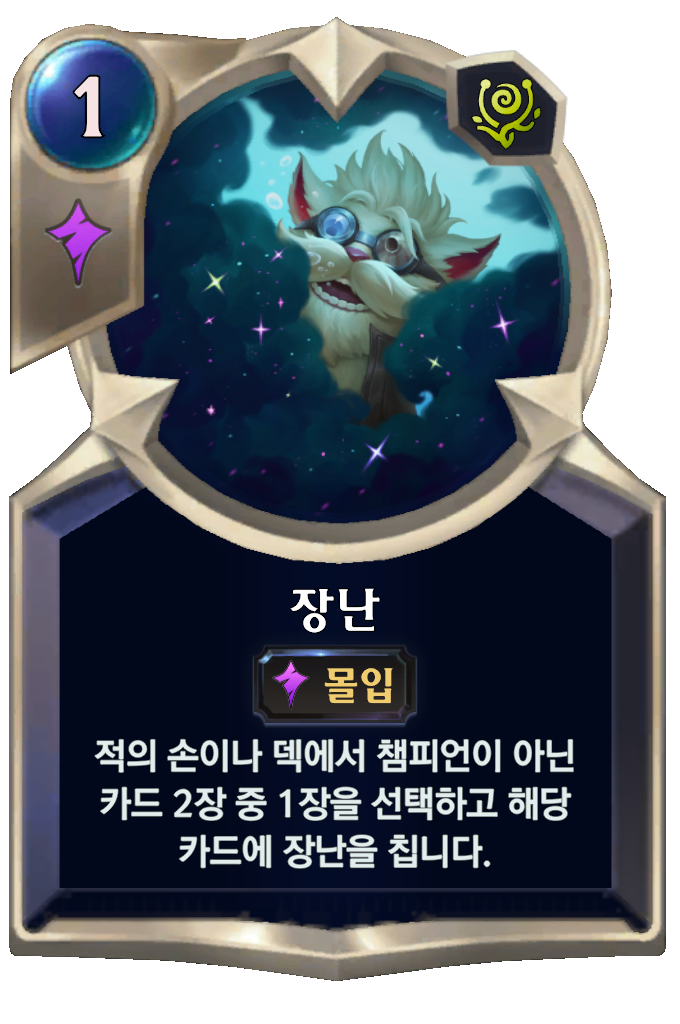 1
장난
몰입
적의 손이나 덱에서 챔피언이 아닌
카드 2장 중 1장을 선택하고 해당
카드에 장난을 칩니다.